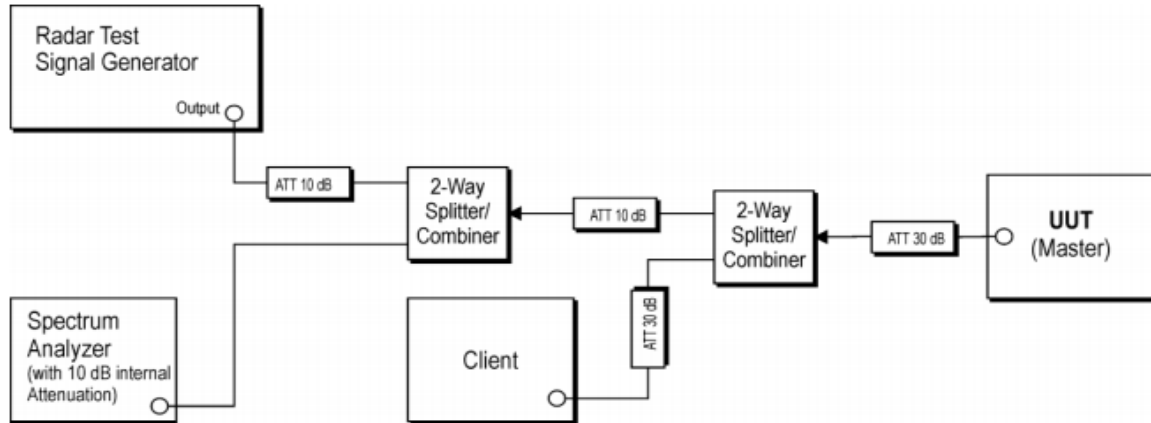 Radar Test
Signal Generator
Output
ATT 10 dB
2-Way
Splitter/
Combiner
ATT 10 dB
2-Way
Splitter/
Combiner
ATT 30 dB
UUT
(Master)
Spectrum
Analyzer
(with 10 dB internal
Attenuation)
Client
ATT 30 dB